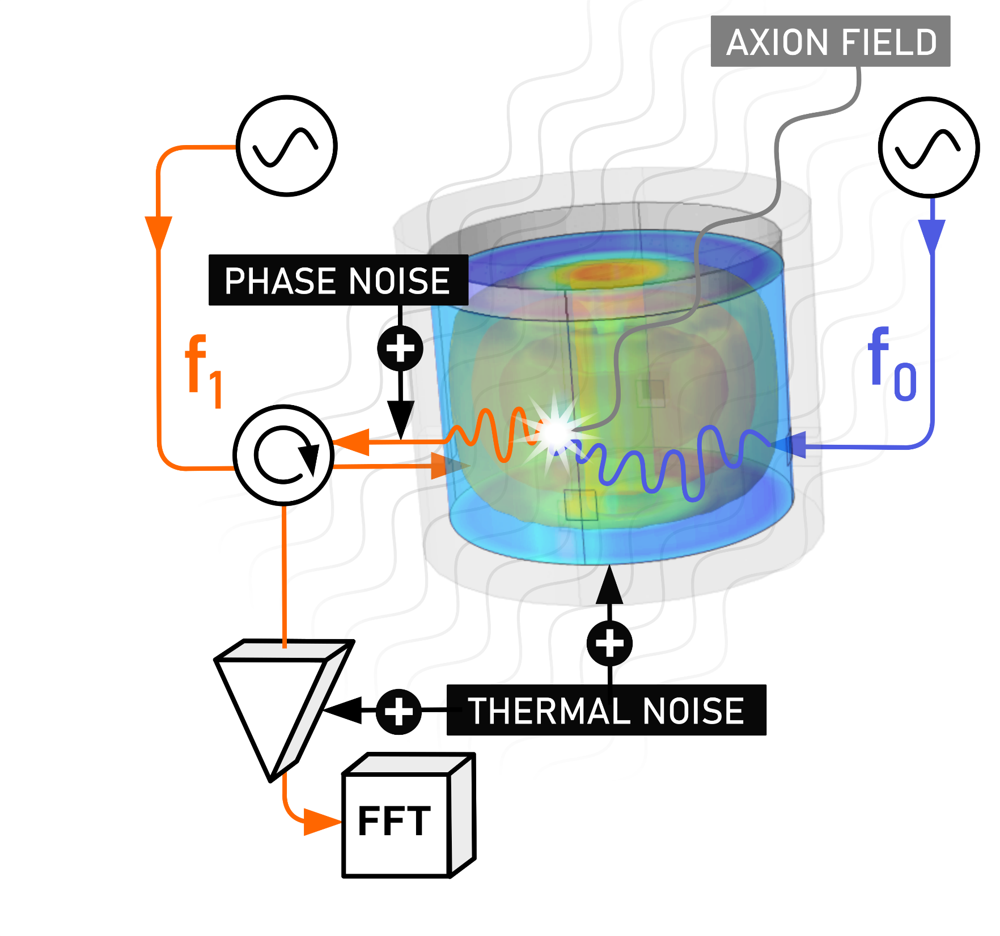 AXION FIELD
PHASE NOISE
f1
f0
THERMAL NOISE
FFT